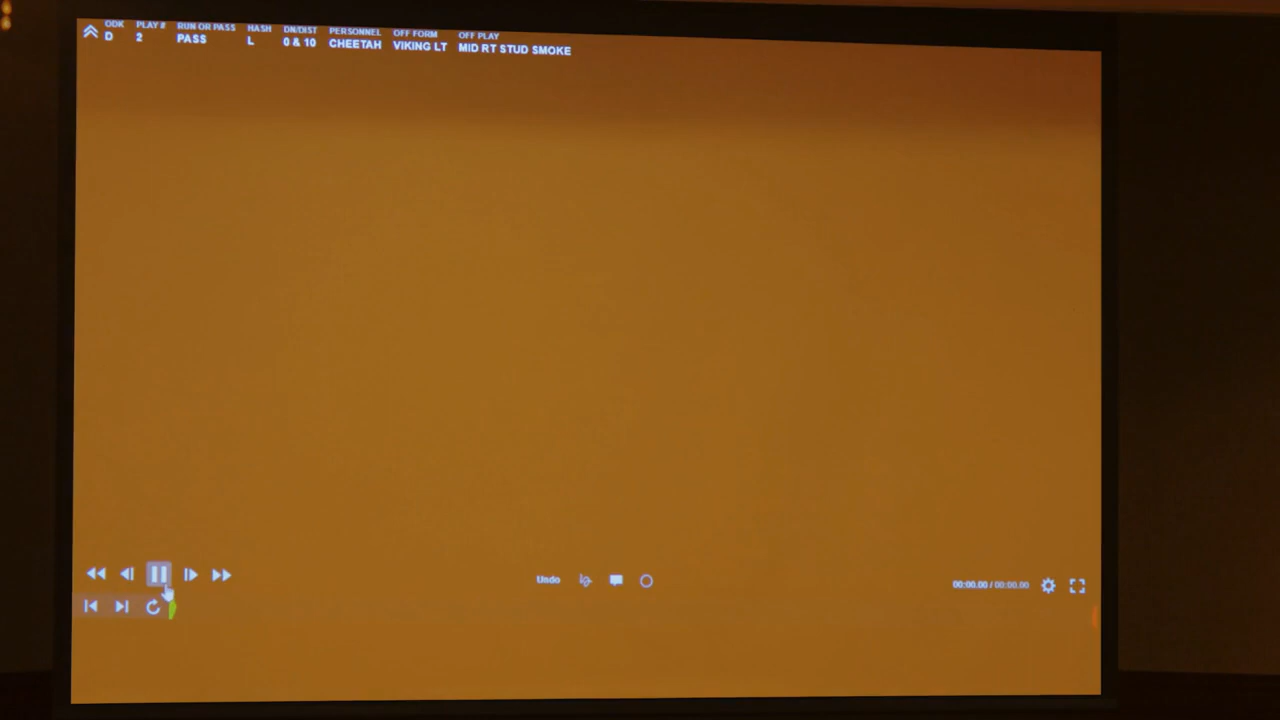 ODK PLAY # RUN OR PASS HASH DN/DIST PERSONNEL OFF FORM OFF PLAY
D 2 PASS L 0 & 10 CHEETAH VIKING LT MID RT STUD SMOKE
Undo 00:00.00 / 00:00.00